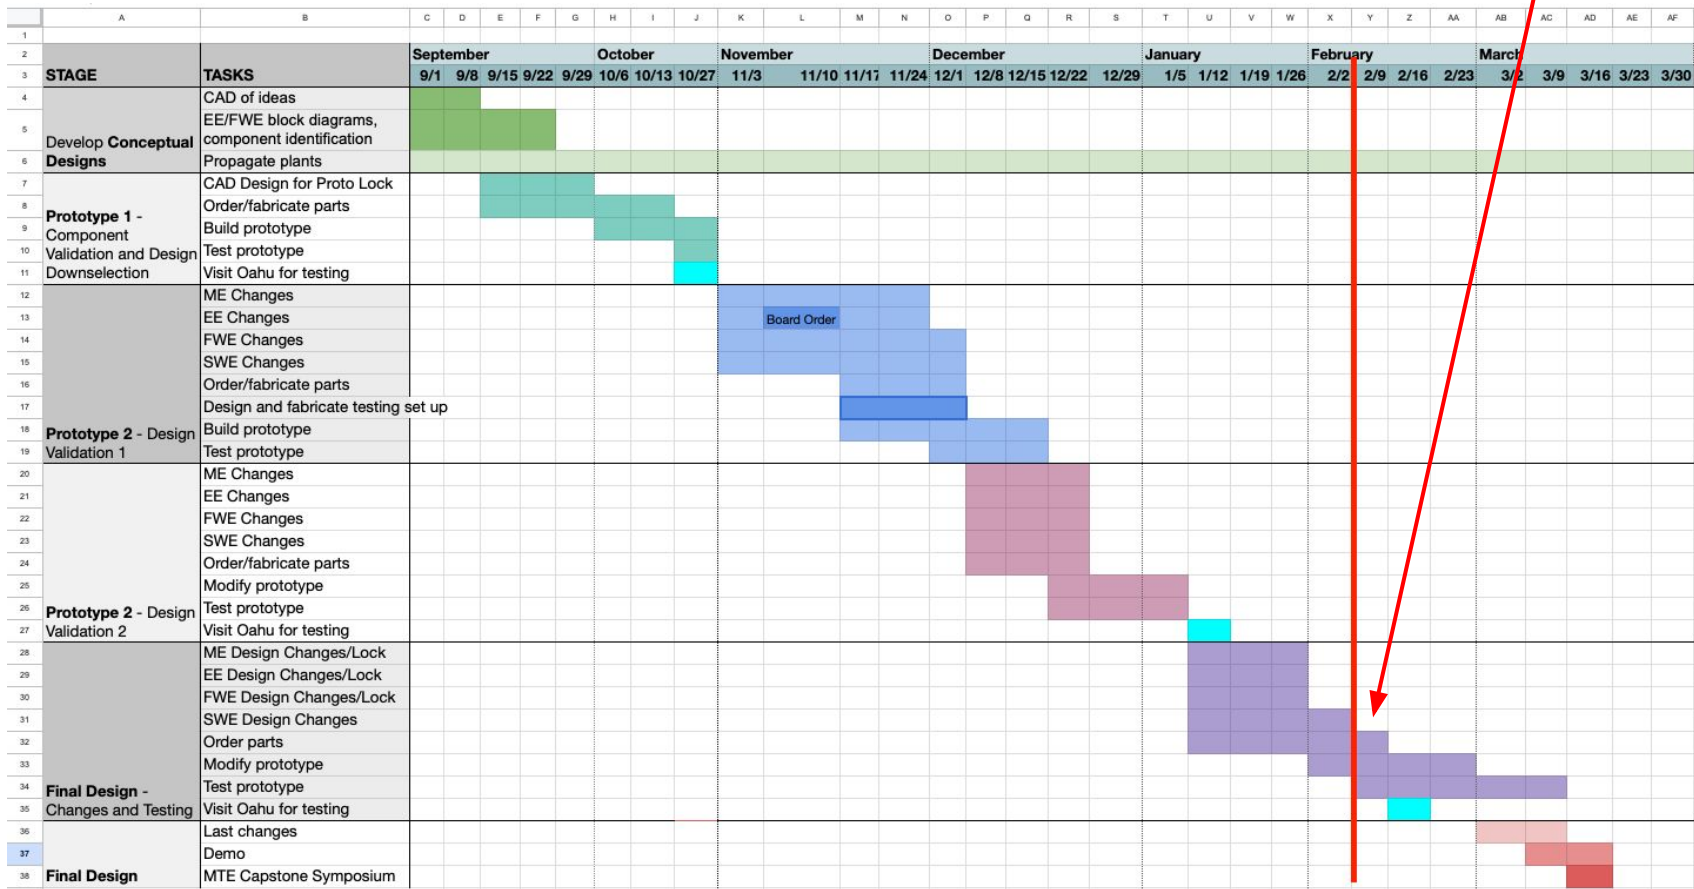 A B C D E F G H I J K L M N O P Q R S T U V W X Y Z AA AB AC AD AE AF
1
2 September October November December January February March
3 STAGE TASKS 9/1 9/8 9/15 9/22 9/29 10/6 10/13 10/27 11/3 11/10 11/17 11/24 12/1 12/8 12/15 12/22 12/29 1/5 1/12 1/19 1/26 2/2 2/9 2/16 2/23 3/2 3/9 3/16 3/23 3/30
4 CAD of ideas
5 EE/FWE block diagrams,
Develop Conceptual component identification
6 Designs Propagate plants
7 CAD Design for Proto Lock
8 Order/fabricate parts
Prototype 1 -
9 Component Build prototype
10 Validation and Design Test prototype
11 Downselection Visit Oahu for testing
12 ME Changes
13 EE Changes Board Order
14 FWE Changes
15 SWE Changes
16 Order/fabricate parts
17 Design and fabricate testing set up
18 Prototype 2 - Design Build prototype
19 Validation 1 Test prototype
20 ME Changes
21 EE Changes
22 FWE Changes
23 SWE Changes
24 Order/fabricate parts
25 Modify prototype
26 Prototype 2 - Design Test prototype
27 Validation 2 Visit Oahu for testing
28 ME Design Changes/Lock
29 EE Design Changes/Lock
30 FWE Design Changes/Lock
31 SWE Design Changes
32 Order parts
33 Modify prototype
34 Final Design - Test prototype
35 Changes and Testing Visit Oahu for testing
36 Last changes
37 Demo
38 Final Design MTE Capstone Symposium